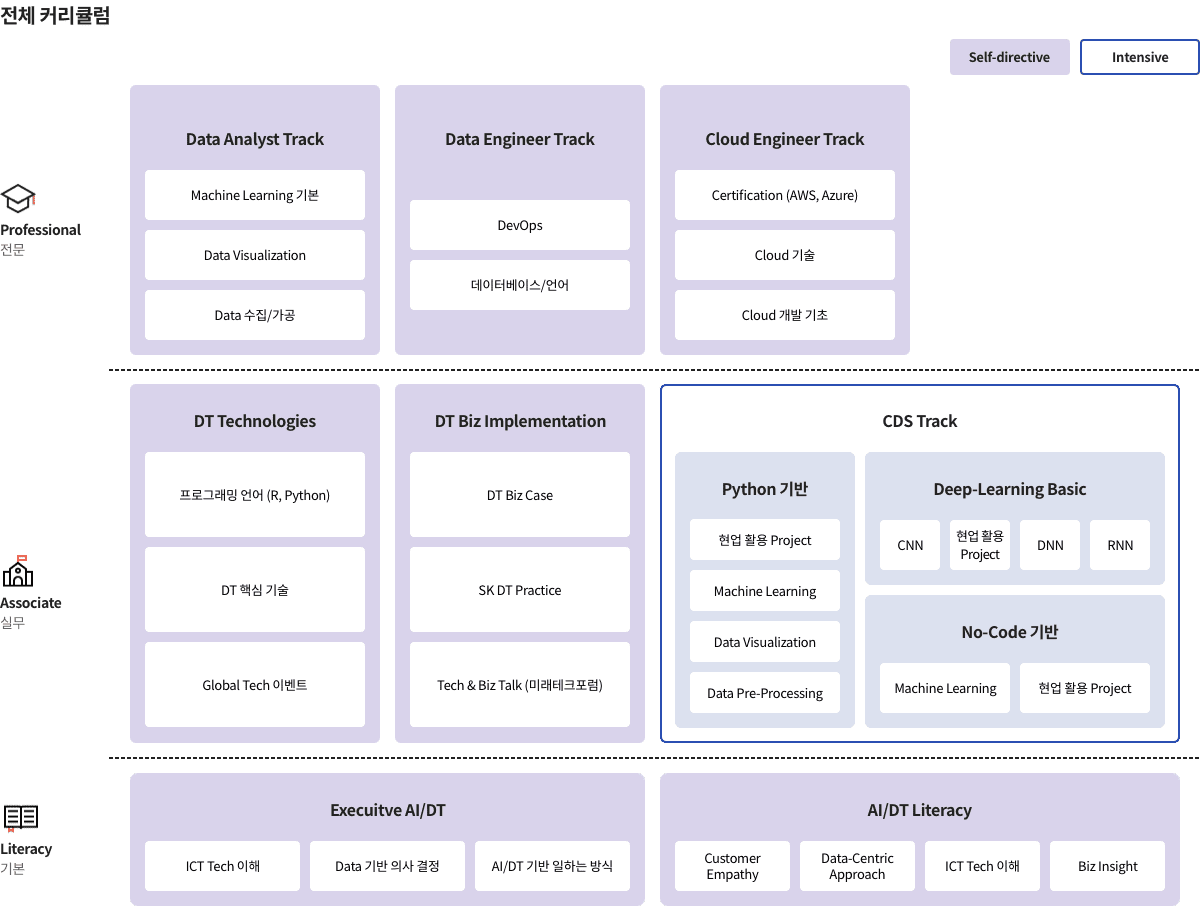 전체 커리큘럼
Self-directive
Intensive
Professional
전문
Data Analyst Track
Machine Learning 기본
Data Visualization
Data 수집/가공
Data Engineer Track
DevOps
데이터베이스/언어
Cloud Engineer Track
Certification (AWS, Azure)
Cloud 기술
Cloud 개발 기초
Associate
실무
DT Technologies
프로그래밍 언어 (R, Python)
DT 핵심 기술
Global Tech 이벤트
DT Biz Implementation
DT Biz Case
SK DT Practice
Tech & Biz Talk (미래테크포럼)
CDS Track
Python 기반
현업 활용 Project
Machine Learning
Data Visualization
Data Pre-Processing
Deep-Learning Basic
CNN
현업 활용
Project
DNN
RNN
No-Code 기반
Machine Learning
현업 활용 Project
Literacy
기본
Execuitve AI/DT
ICT Tech 이해
Data 기반 의사 결정
AI/DT 기반 일하는 방식
AI/DT Literacy
Customer
Empathy
Data-Centric
Approach
ICT Tech 이해
Biz Insight